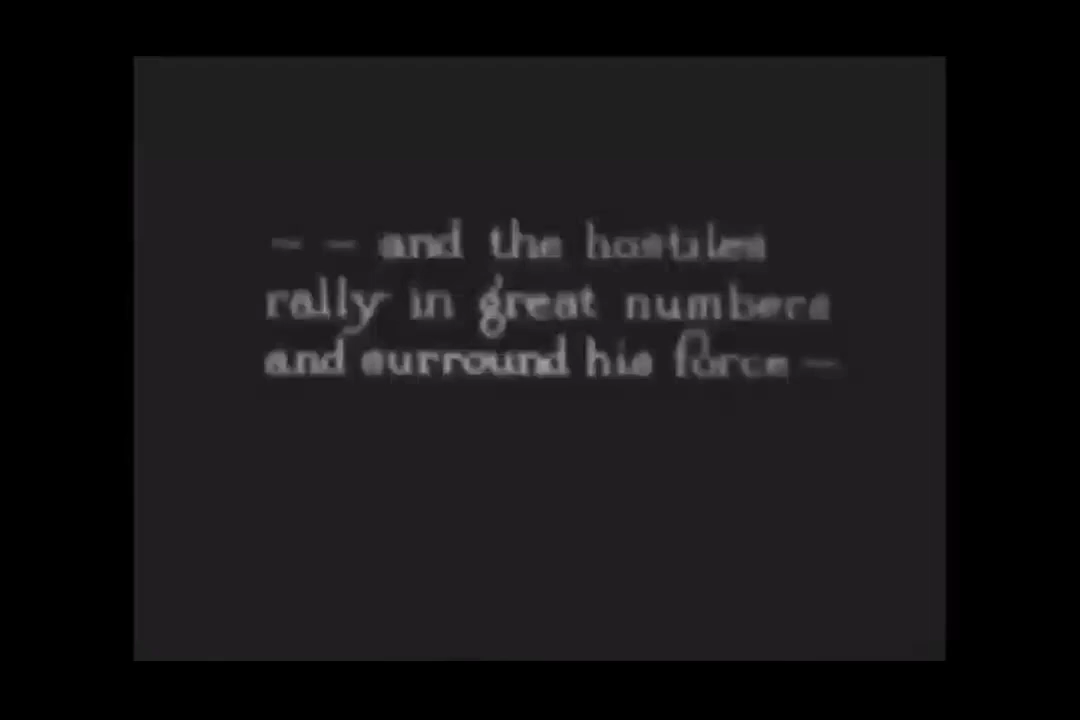 — — and the hostiles
rally in great numbers
and surround his force —